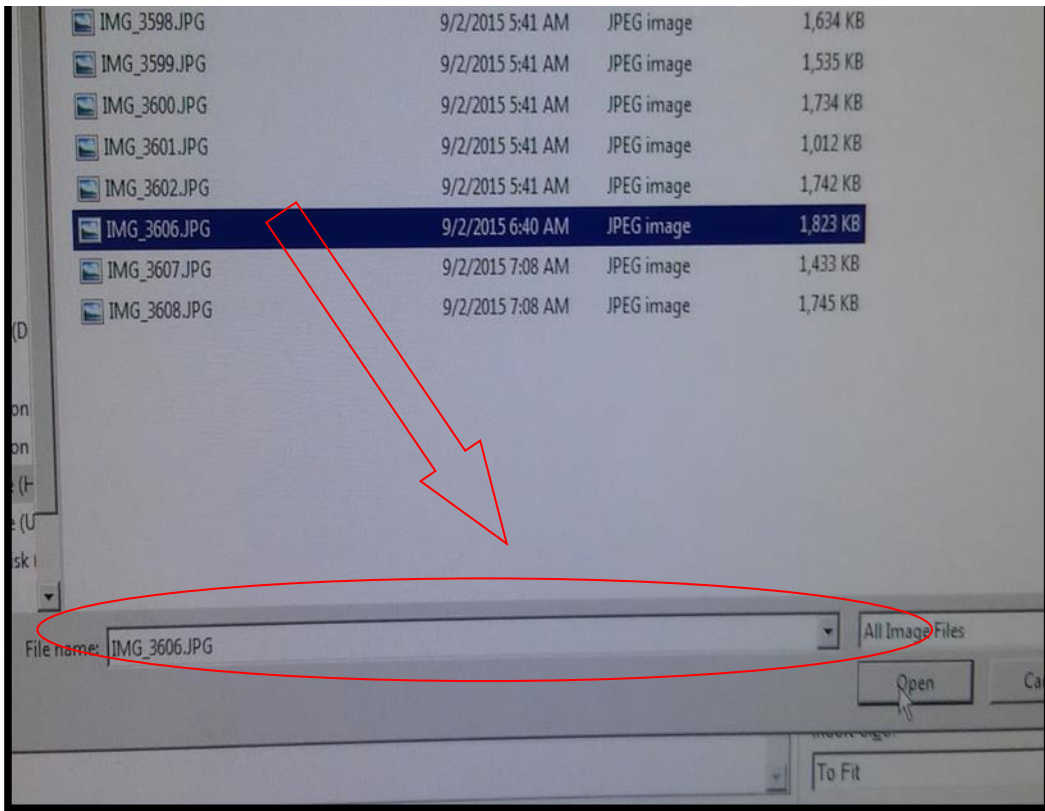 IMG_3598.JPG 9/2/2015 5:41 AM JPEG image 1,634 KB
IMG_3599.JPG 9/2/2015 5:41 AM JPEG image 1,535 KB
IMG_3600.JPG 9/2/2015 5:41 AM JPEG image 1,734 KB
IMG_3601.JPG 9/2/2015 5:41 AM JPEG image 1,012 KB
IMG_3602.JPG 9/2/2015 5:41 AM JPEG image 1,742 KB
IMG_3606.JPG 9/2/2015 6:40 AM JPEG image 1,823 KB
IMG_3607.JPG 9/2/2015 7:08 AM JPEG image 1,433 KB
IMG_3608.JPG 9/2/2015 7:08 AM JPEG image 1,745 KB
(D
on
on
(H
(U
isk
File name: IMG_3606.JPG All Image Files
Open Ca
To Fit